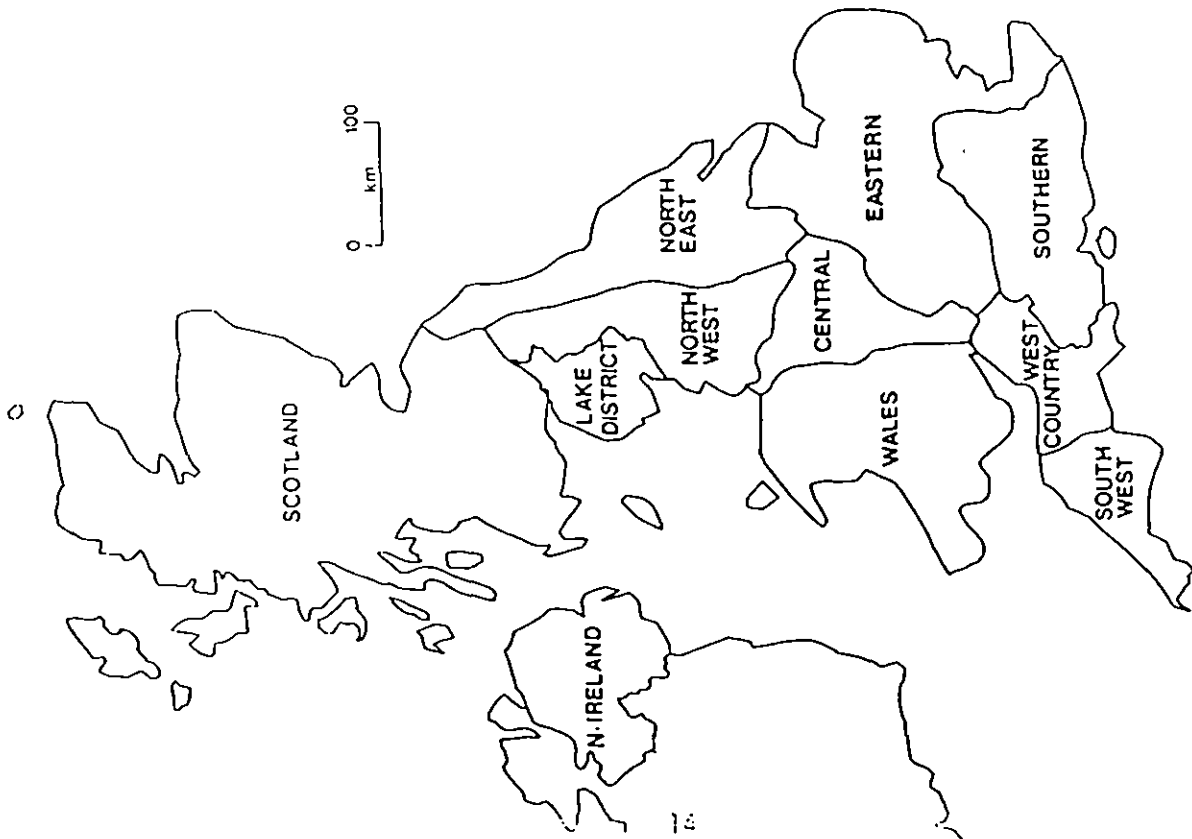 SCOTLAND
0 100
km
N·IRELAND
LAKE
DISTRICT
NORTH
WEST
NORTH
EAST
CENTRAL
EASTERN
WALES
WEST
COUNTRY
SOUTHERN
SOUTH
WEST